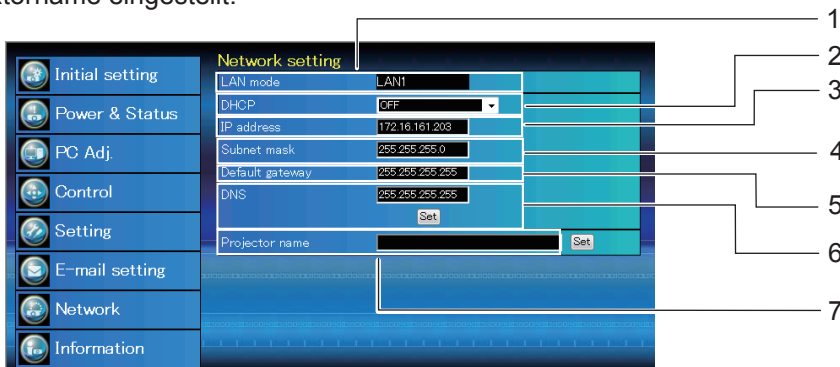 ktorname eingestellt.
Initial setting
Power & Status
PC Adj.
Control
Setting
E-mail setting
Network
Information
Network setting
LAN mode LAN1
DHCP OFF
IP address 172.16.161.203
Subnet mask 255.255.255.0
Default gateway 255.255.255.255
DNS 255.255.255.255
Set
Projector name Set
1
2
3
4
5
6
7